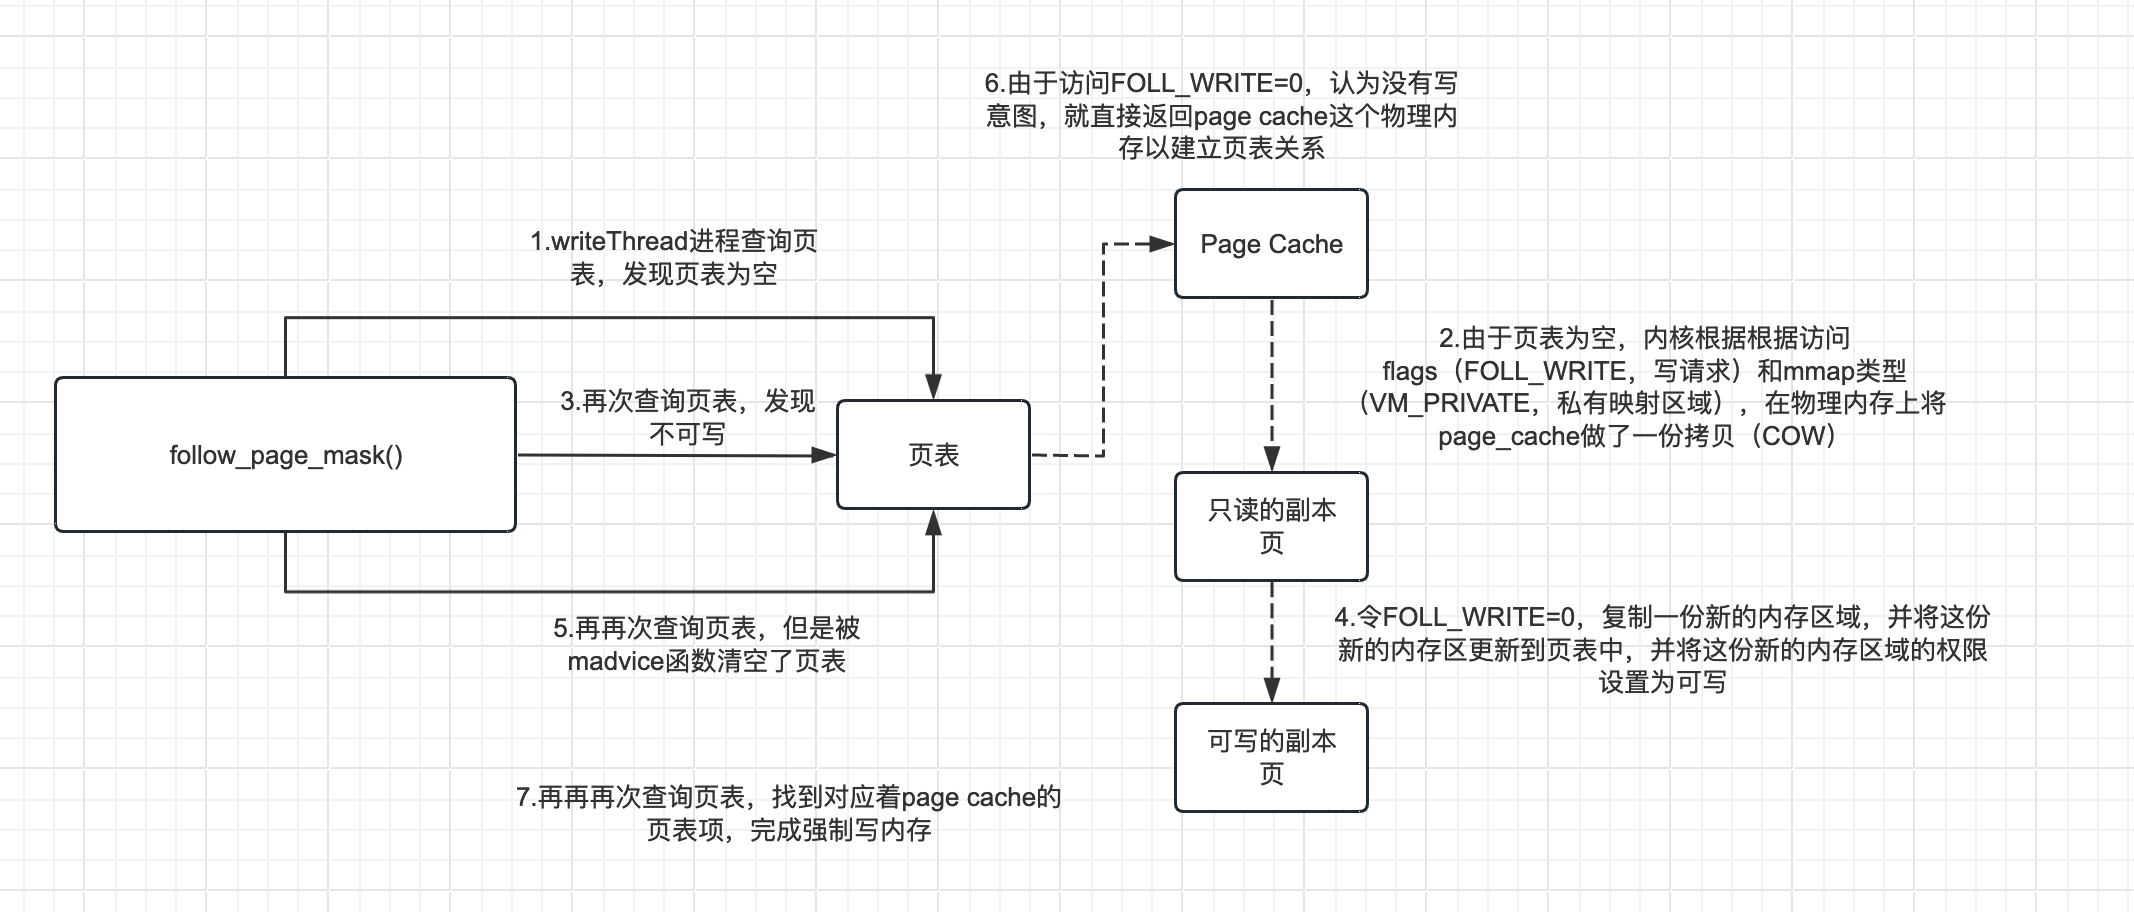 6.由于访问FOLL_WRITE=0，认为没有写
意图，就直接返回page cache这个物理内
存以建立页表关系
1.writeThread进程查询页
表，发现页表为空
Page Cache
2.由于页表为空，内核根据根据访问
flags（FOLL_WRITE，写请求）和mmap类型
（VM_PRIVATE，私有映射区域），在物理内存上将
page_cache做了一份拷贝（COW）
3.再次查询页表，发现
不可写
follow_page_mask()
页表
只读的副本
页
5.再再次查询页表，但是被
madvice函数清空了页表
4.令FOLL_WRITE=0，复制一份新的内存区域，并将这份
新的内存区更新到页表中，并将这份新的内存区域的权限
设置为可写
可写的副本
页
7.再再再次查询页表，找到对应着page cache的
页表项，完成强制写内存